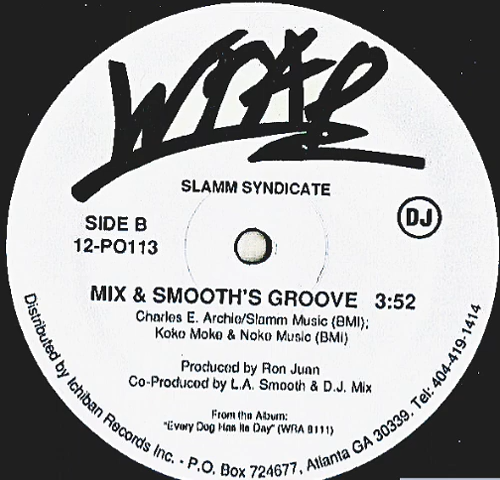 WRAP
SLAMM SYNDICATE
SIDE B
12-PO113
DJ
MIX & SMOOTH'S GROOVE 3:52
Charles E. Archie/Slamm Music (BMI);
Koko Moke & Noko Music (BMI)
Produced by Ron Juan
Co-Produced by L.A. Smooth & D.J. Mix
From the Album:
"Every Dog Has Its Day" (WRA 8111)
Distributed by Ichiban Records Inc. - P.O. Box 724677, Atlanta GA 30339. Tel: 404-419-1414